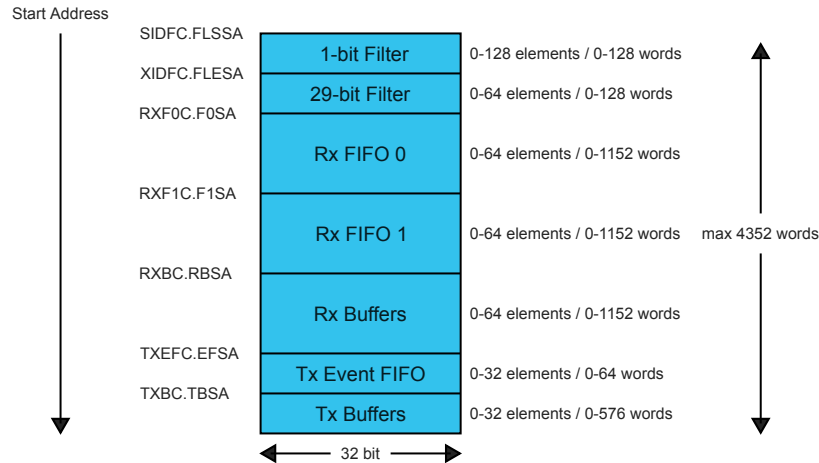 Start Address
SIDFC.FLSSA
1-bit Filter
0-128 elements / 0-128 words
XIDFC.FLESA
29-bit Filter
0-64 elements / 0-128 words
RXF0C.F0SA
Rx FIFO 0
0-64 elements / 0-1152 words
RXF1C.F1SA
Rx FIFO 1
0-64 elements / 0-1152 words
max 4352 words
RXBC.RBSA
Rx Buffers
0-64 elements / 0-1152 words
TXEFC.EFSA
Tx Event FIFO
0-32 elements / 0-64 words
TXBC.TBSA
Tx Buffers
0-32 elements / 0-576 words
32 bit